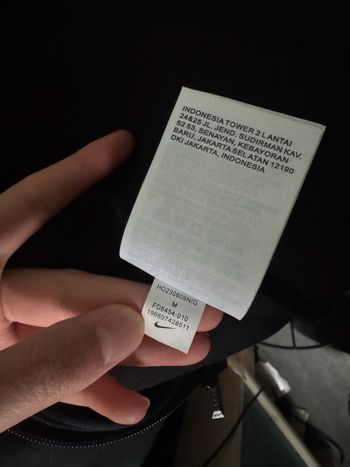 INDONESIA TOWER 2 LANTAI
24&25 JL. JEND. SUDIRMAN KAV.
52 53, SENAYAN, KEBAYORAN
BARU, JAKARTA SELATAN 12190
DKI JAKARTA, INDONESIA
HO230609NIG
M
FD8454-010
196607428511